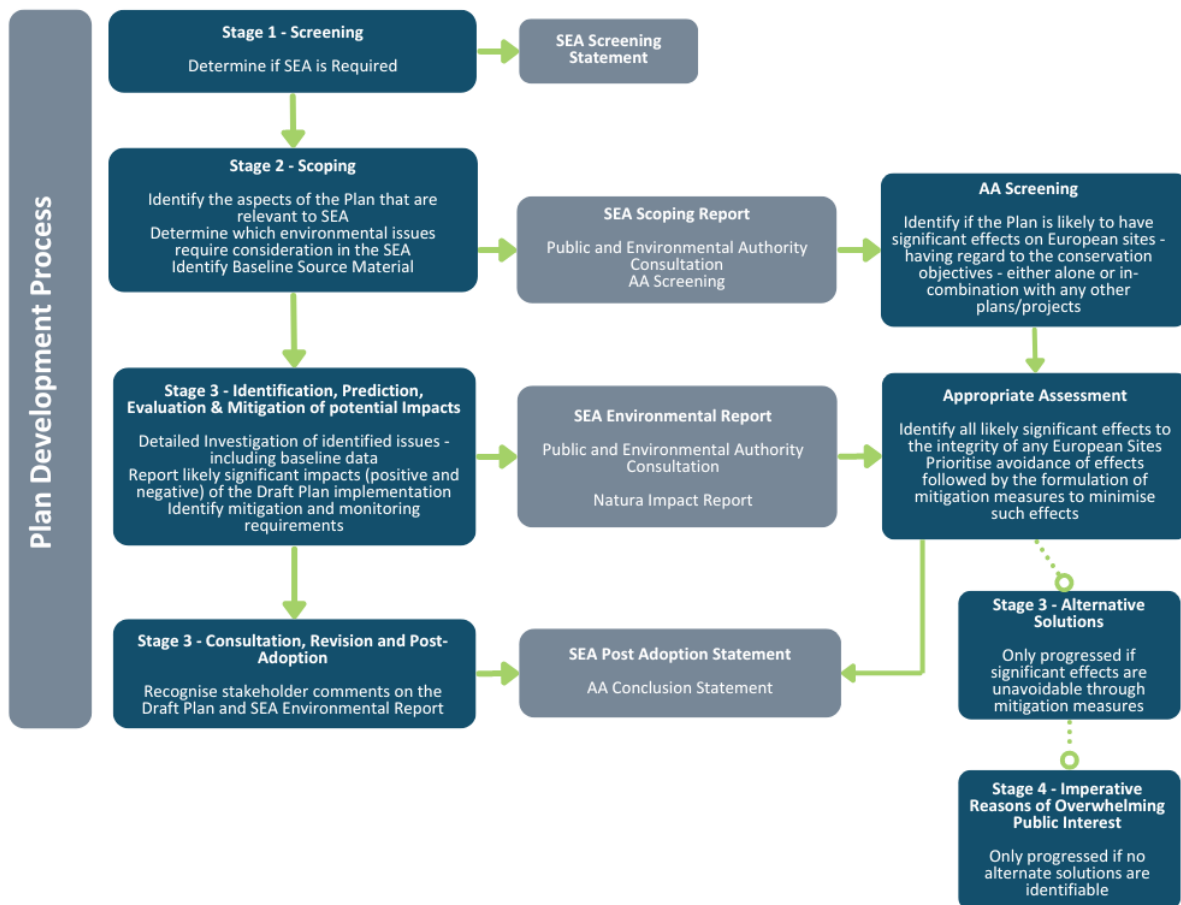 Plan Development Process
Stage 1 - Screening
Determine if SEA is Required
SEA Screening
Statement
Stage 2 - Scoping
Identify the aspects of the Plan that are
relevant to SEA
Determine which environmental issues
require consideration in the SEA
Identify Baseline Source Material
SEA Scoping Report
Public and Environmental Authority
Consultation
AA Screening
AA Screening
Identify if the Plan is likely to have
significant effects on European sites -
having regard to the conservation
objectives - either alone or in-
combination with any other
plans/projects
Stage 3 - Identification, Prediction,
Evaluation & Mitigation of potential Impacts
Detailed Investigation of identified issues -
including baseline data
Report likely significant impacts (positive and
negative) of the Draft Plan implementation
Identify mitigation and monitoring
requirements
SEA Environmental Report
Public and Environmental Authority
Consultation
Natura Impact Report
Appropriate Assessment
Identify all likely significant effects to
the integrity of any European Sites
Prioritise avoidance of effects
followed by the formulation of
mitigation measures to minimise
such effects
Stage 3 - Consultation, Revision and Post-
Adoption
Recognise stakeholder comments on the
Draft Plan and SEA Environmental Report
SEA Post Adoption Statement
AA Conclusion Statement
Stage 3 - Alternative
Solutions
Only progressed if
significant effects are
unavoidable through
mitigation measures
Stage 4 - Imperative
Reasons of Overwhelming
Public Interest
Only progressed if no
alternate solutions are
identifiable